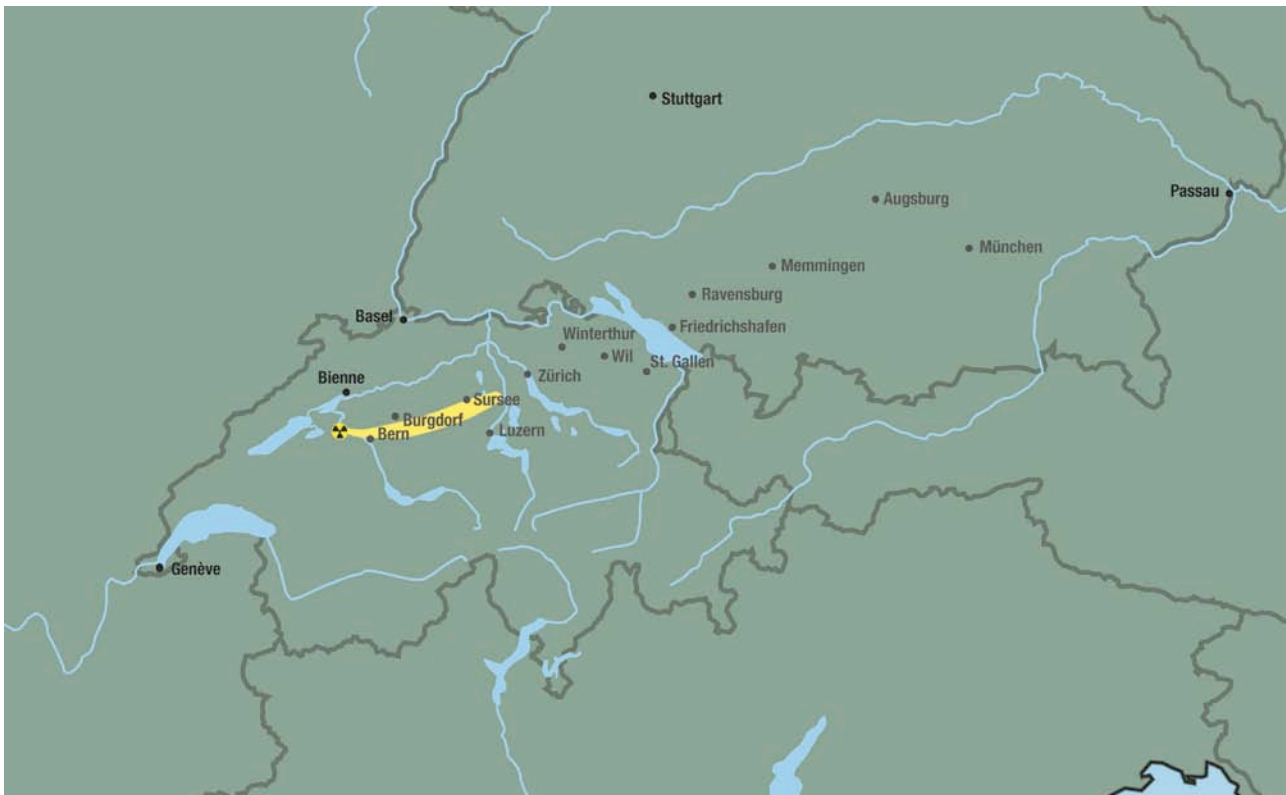 Stuttgart
Passau
Augsburg
München
Memmingen
Ravensburg
Basel
Friedrichshafen
Winterthur
Wil
St. Gallen
Zürich
Bienne
Sursee
Burgdorf
Bern
Luzern
Genève